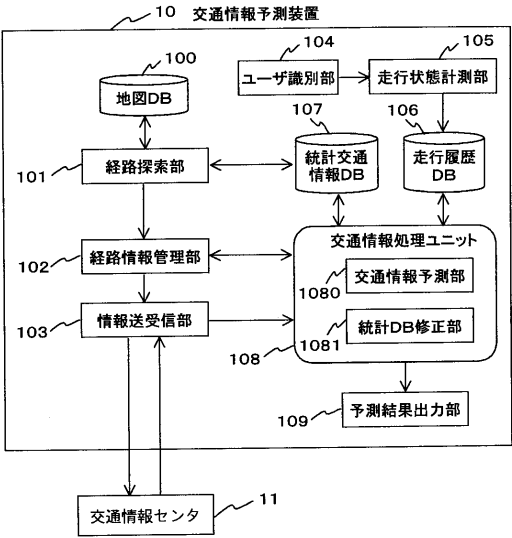 10 交通情報予測装置
100
地図DB
104
ユーザ識別部
105
走行状態計測部
101
経路探索部
107
統計交通
情報DB
106
走行履歴
DB
102
経路情報管理部
103
情報送受信部
交通情報処理ユニット
1080
交通情報予測部
1081
統計DB修正部
108
109
予測結果出力部
交通情報センタ
11